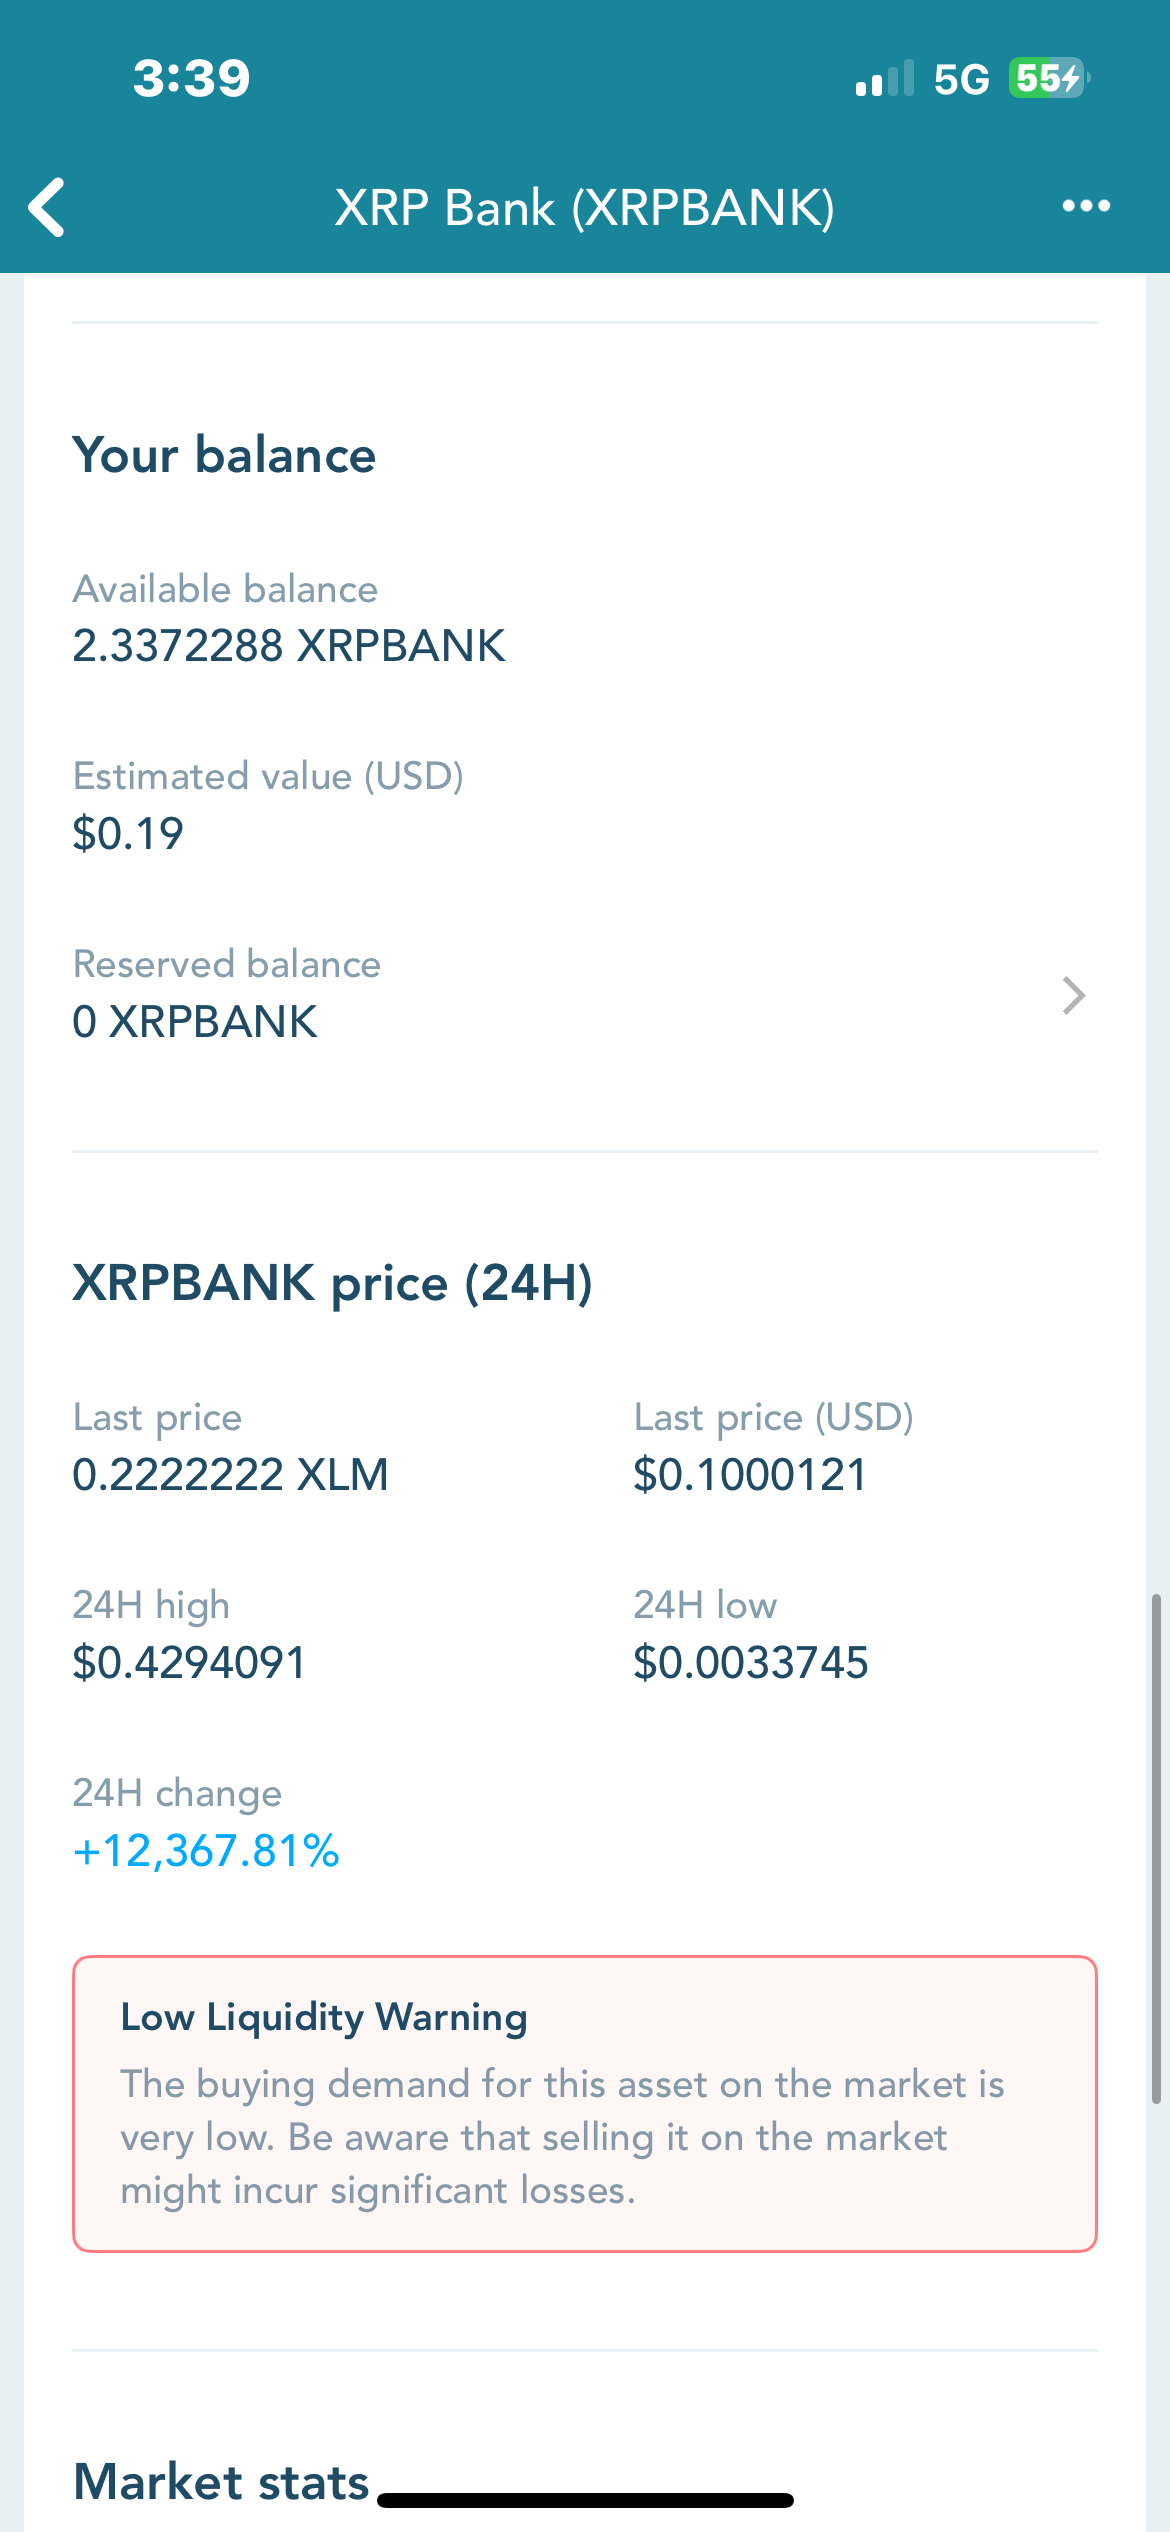 3:39
5G 55
XRP Bank (XRPBANK)
Your balance
Available balance
2.3372288 XRPBANK
Estimated value (USD)
$0.19
Reserved balance
0 XRPBANK
XRPBANK price (24H)
Last price
0.2222222 XLM
Last price (USD)
$0.1000121
24H high
$0.4294091
24H low
$0.0033745
24H change
+12,367.81%
Low Liquidity Warning
The buying demand for this asset on the market is
very low. Be aware that selling it on the market
might incur significant losses.
Market stats